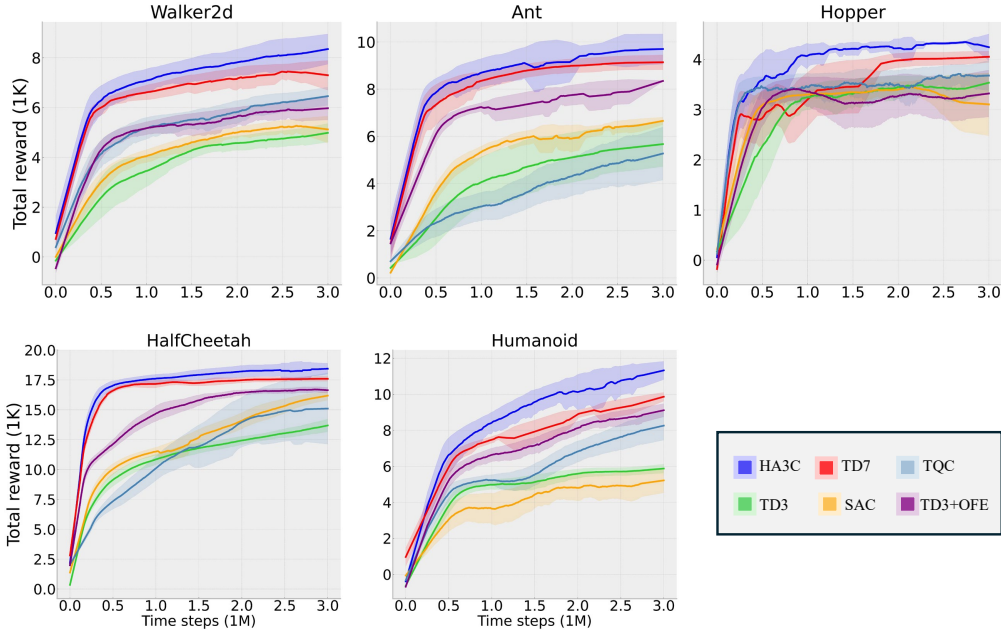 Walker2d
Ant
Hopper
Total reward (1K)
8
6
4
2
0
10
8
6
4
2
0
4
3
2
1
0
0.0 0.5 1.0 1.5 2.0 2.5 3.0
0.0 0.5 1.0 1.5 2.0 2.5 3.0
0.0 0.5 1.0 1.5 2.0 2.5 3.0
HalfCheetah
Humanoid
Total reward (1K)
20.0
17.5
15.0
12.5
10.0
7.5
5.0
2.5
0.0
12
10
8
6
4
2
0
0.0 0.5 1.0 1.5 2.0 2.5 3.0
Time steps (1M)
0.0 0.5 1.0 1.5 2.0 2.5 3.0
Time steps (1M)
HA3C TD7 TQC
TD3 SAC TD3+OFE